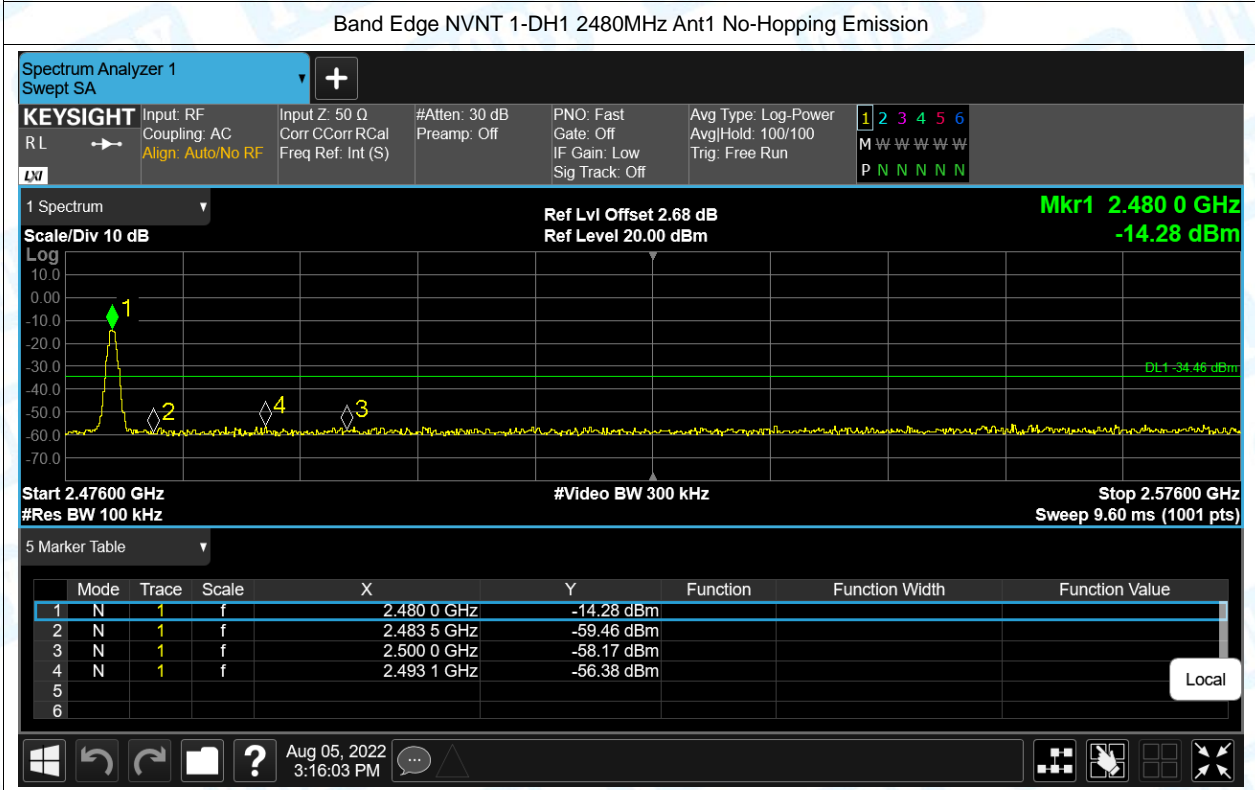 Band Edge NVNT 1-DH1 2480MHz Ant1 No-Hopping Emission
Spectrum Analyzer 1
Swept SA
+
KEYSIGHT Input: RF Input Z: 50 Ω #Atten: 30 dB PNO: Fast Avg Type: Log-Power 1 2 3 4 5 6
R L Coupling: AC Corr CCorr RCal Preamp: Off Gate: Off Avg|Hold: 100/100 M W W W W W
Align: Auto/No RF Freq Ref: Int (S) IF Gain: Low Trig: Free Run
LXI Sig Track: Off P N N N N N
1 Spectrum Ref Lvl Offset 2.68 dB Mkr1 2.480 0 GHz
Scale/Div 10 dB Ref Level 20.00 dBm -14.28 dBm
Log
10.0
0.00
1
-10.0
-20.0
-30.0
DL1 -34.46 dBm
-40.0
-50.0
2 4 3
-60.0
-70.0
Start 2.47600 GHz #Video BW 300 kHz Stop 2.57600 GHz
#Res BW 100 kHz Sweep 9.60 ms (1001 pts)
5 Marker Table
Mode Trace Scale X Y Function Function Width Function Value
1 N 1 f 2.480 0 GHz -14.28 dBm
2 N 1 f 2.483 5 GHz -59.46 dBm
3 N 1 f 2.500 0 GHz -58.17 dBm
4 N 1 f 2.493 1 GHz -56.38 dBm
5
6
Local
? Aug 05, 2022
3:16:03 PM